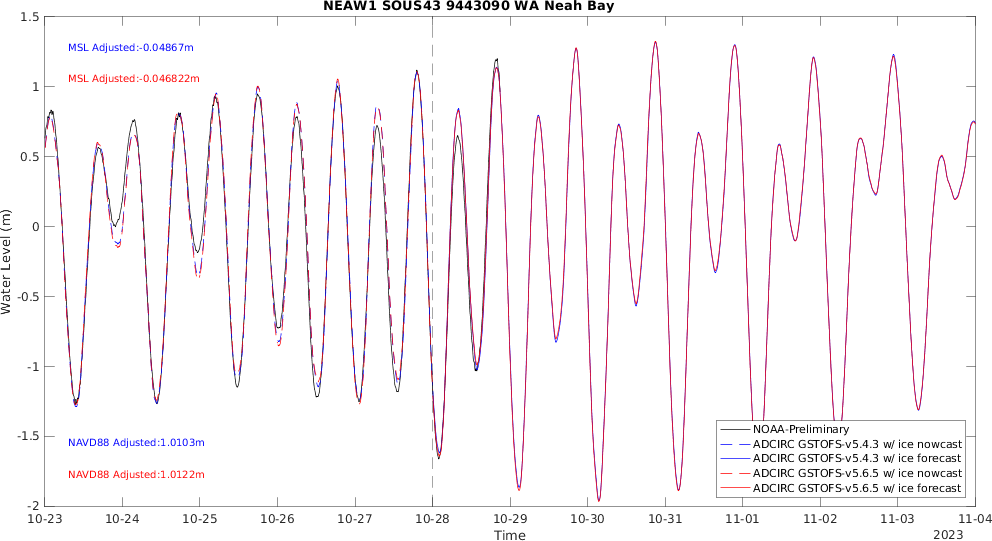 NEAW1 SOUS43 9443090 WA Neah Bay
1.5
1
0.5
0
-0.5
-1
-1.5
-2
Water Level (m)
MSL Adjusted:-0.04867m
MSL Adjusted:-0.046822m
NAVD88 Adjusted:1.0103m
NAVD88 Adjusted:1.0122m
NOAA-Preliminary
ADCIRC GSTOFS-v5.4.3 w/ ice nowcast
ADCIRC GSTOFS-v5.4.3 w/ ice forecast
ADCIRC GSTOFS-v5.6.5 w/ ice nowcast
ADCIRC GSTOFS-v5.6.5 w/ ice forecast
10-23 10-24 10-25 10-26 10-27 10-28 10-29 10-30 10-31 11-01 11-02 11-03 11-04
Time
2023